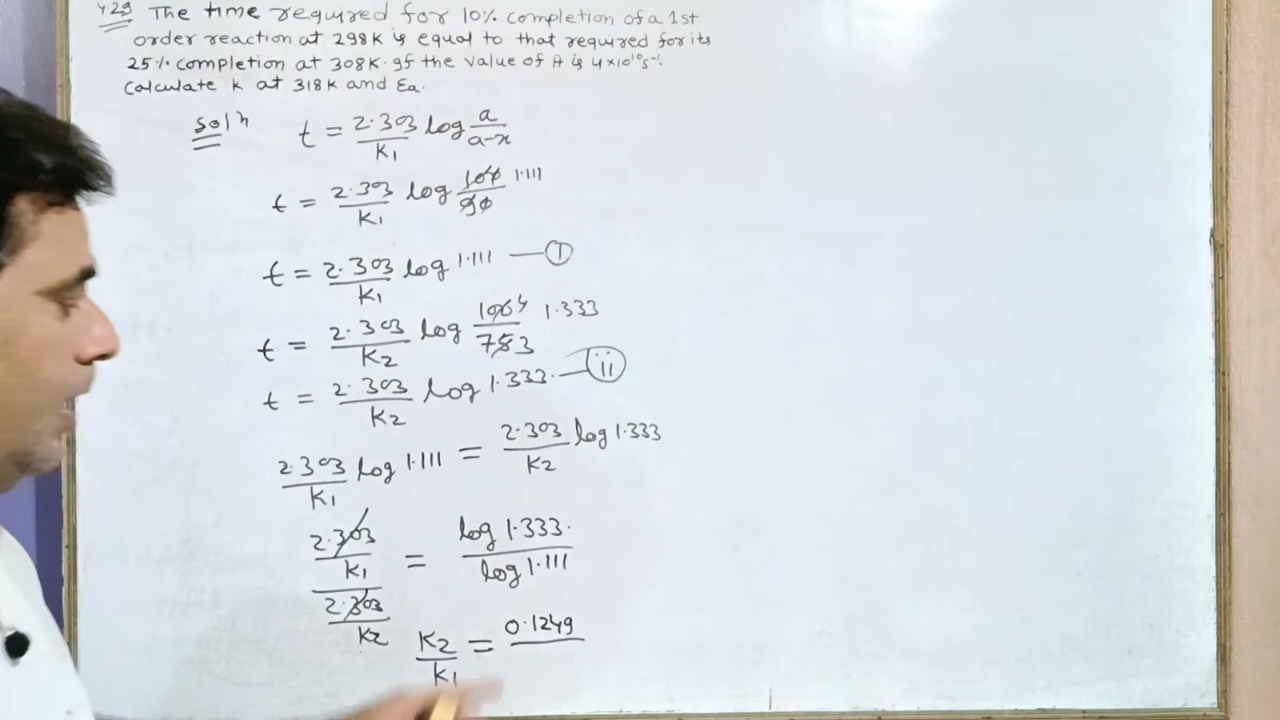 4.29 The time required for 10% completion of a 1st
order reaction at 298K is equal to that required for its
25% completion at 308K. If the value of A is 4×10¹⁰s⁻¹.
Calculate k at 318K and Ea.
Solⁿ t = 2.303/K₁ log a/a-x
t = 2.303/K₁ log 100/90 1.111
t = 2.303/K₁ log 1.111 — (I)
t = 2.303/K₂ log 100 4/75 3 1.333
t = 2.303/K₂ log 1.333 — (ii)
2.303/K₁ log 1.111 = 2.303/K₂ log 1.333
2.303/K₁ / 2.303/K₂ = log 1.333/log 1.111
K₂/K₁ = 0.1249